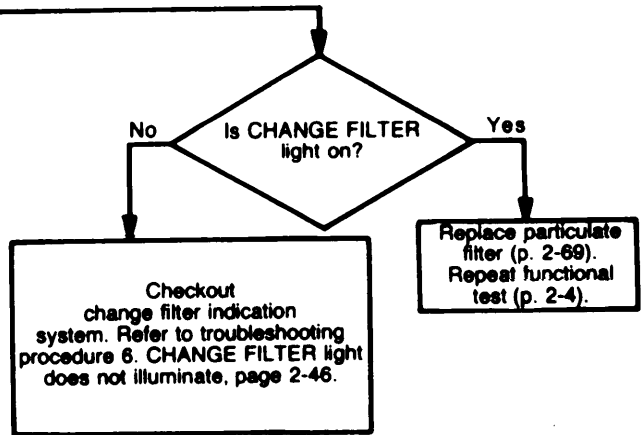 No
Is CHANGE FILTER
light on?
Yes
Checkout
change filter indication
system. Refer to troubleshooting
procedure 6. CHANGE FILTER light
does not illuminate, page 2-46.
Replace particulate
filter (p. 2-69).
Repeat functional
test (p. 2-4).